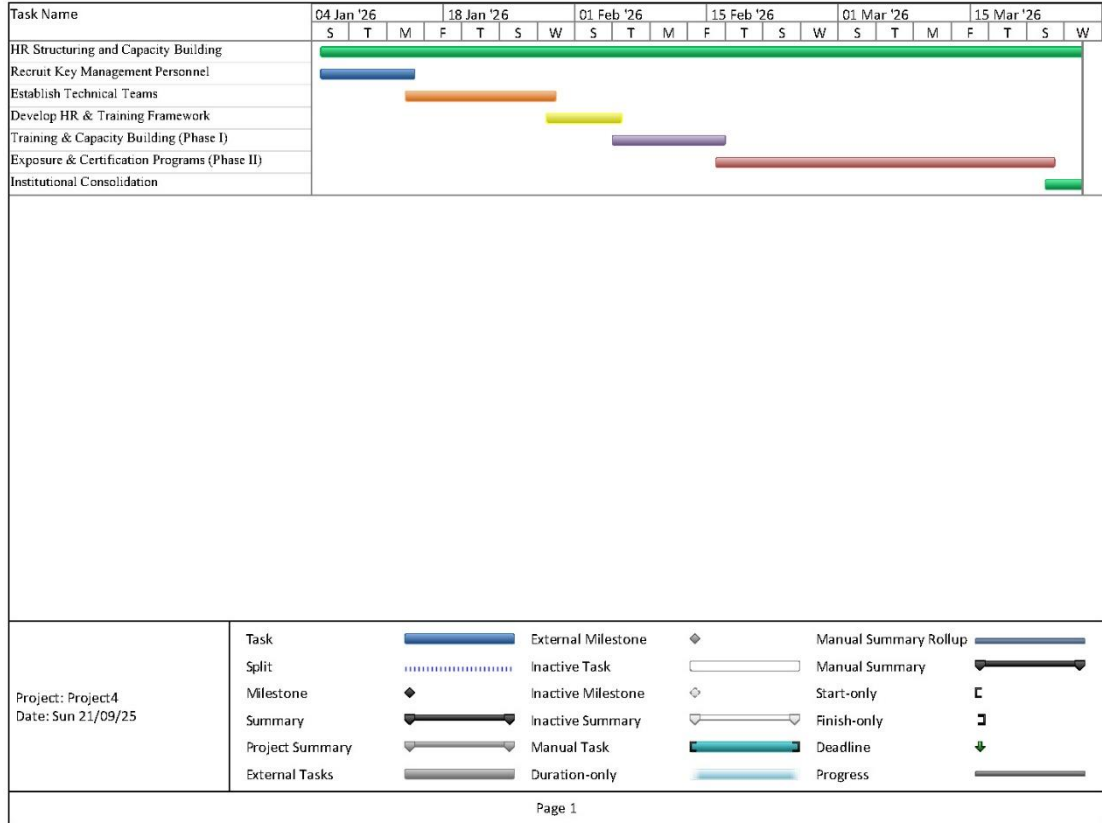 Task Name 04 Jan '26 18 Jan '26 01 Feb '26 15 Feb '26 01 Mar '26 15 Mar '26
S T M F T S W S T M F T S W S T M F T S W
HR Structuring and Capacity Building
Recruit Key Management Personnel
Establish Technical Teams
Develop HR & Training Framework
Training & Capacity Building (Phase I)
Exposure & Certification Programs (Phase II)
Institutional Consolidation
Project: Project4
Date: Sun 21/09/25
Task
Split
Milestone
Summary
Project Summary
External Tasks
External Milestone
Inactive Task
Inactive Milestone
Inactive Summary
Manual Task
Duration-only
Manual Summary Rollup
Manual Summary
Start-only
Finish-only
Deadline
Progress
Page 1